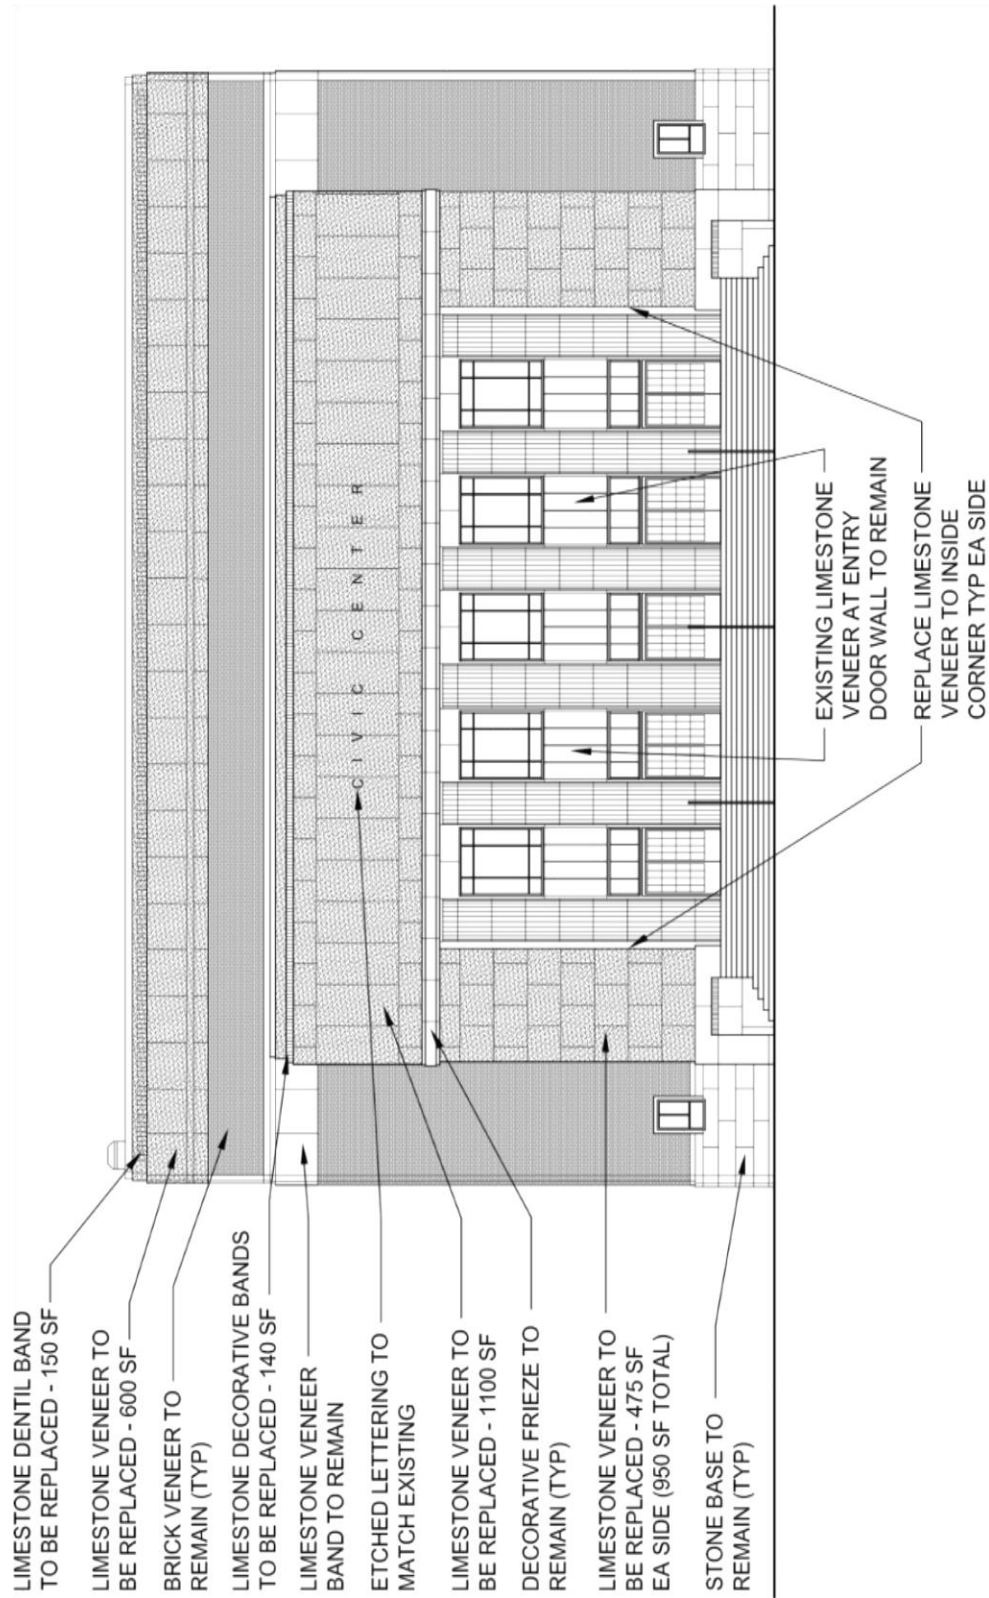 LIMESTONE DENTIL BAND
TO BE REPLACED - 150 SF
LIMESTONE VENEER TO
BE REPLACED - 600 SF
BRICK VENEER TO
REMAIN (TYP)
LIMESTONE DECORATIVE BANDS
TO BE REPLACED - 140 SF
LIMESTONE VENEER
BAND TO REMAIN
ETCHED LETTERING TO
MATCH EXISTING
LIMESTONE VENEER TO
BE REPLACED - 1100 SF
DECORATIVE FRIEZE TO
REMAIN (TYP)
LIMESTONE VENEER TO
BE REPLACED - 475 SF
EA SIDE (950 SF TOTAL)
STONE BASE TO
REMAIN (TYP)
CIVIC CENTER
EXISTING LIMESTONE
VENEER AT ENTRY
DOOR WALL TO REMAIN
REPLACE LIMESTONE
VENEER TO INSIDE
CORNER TYP EA SIDE